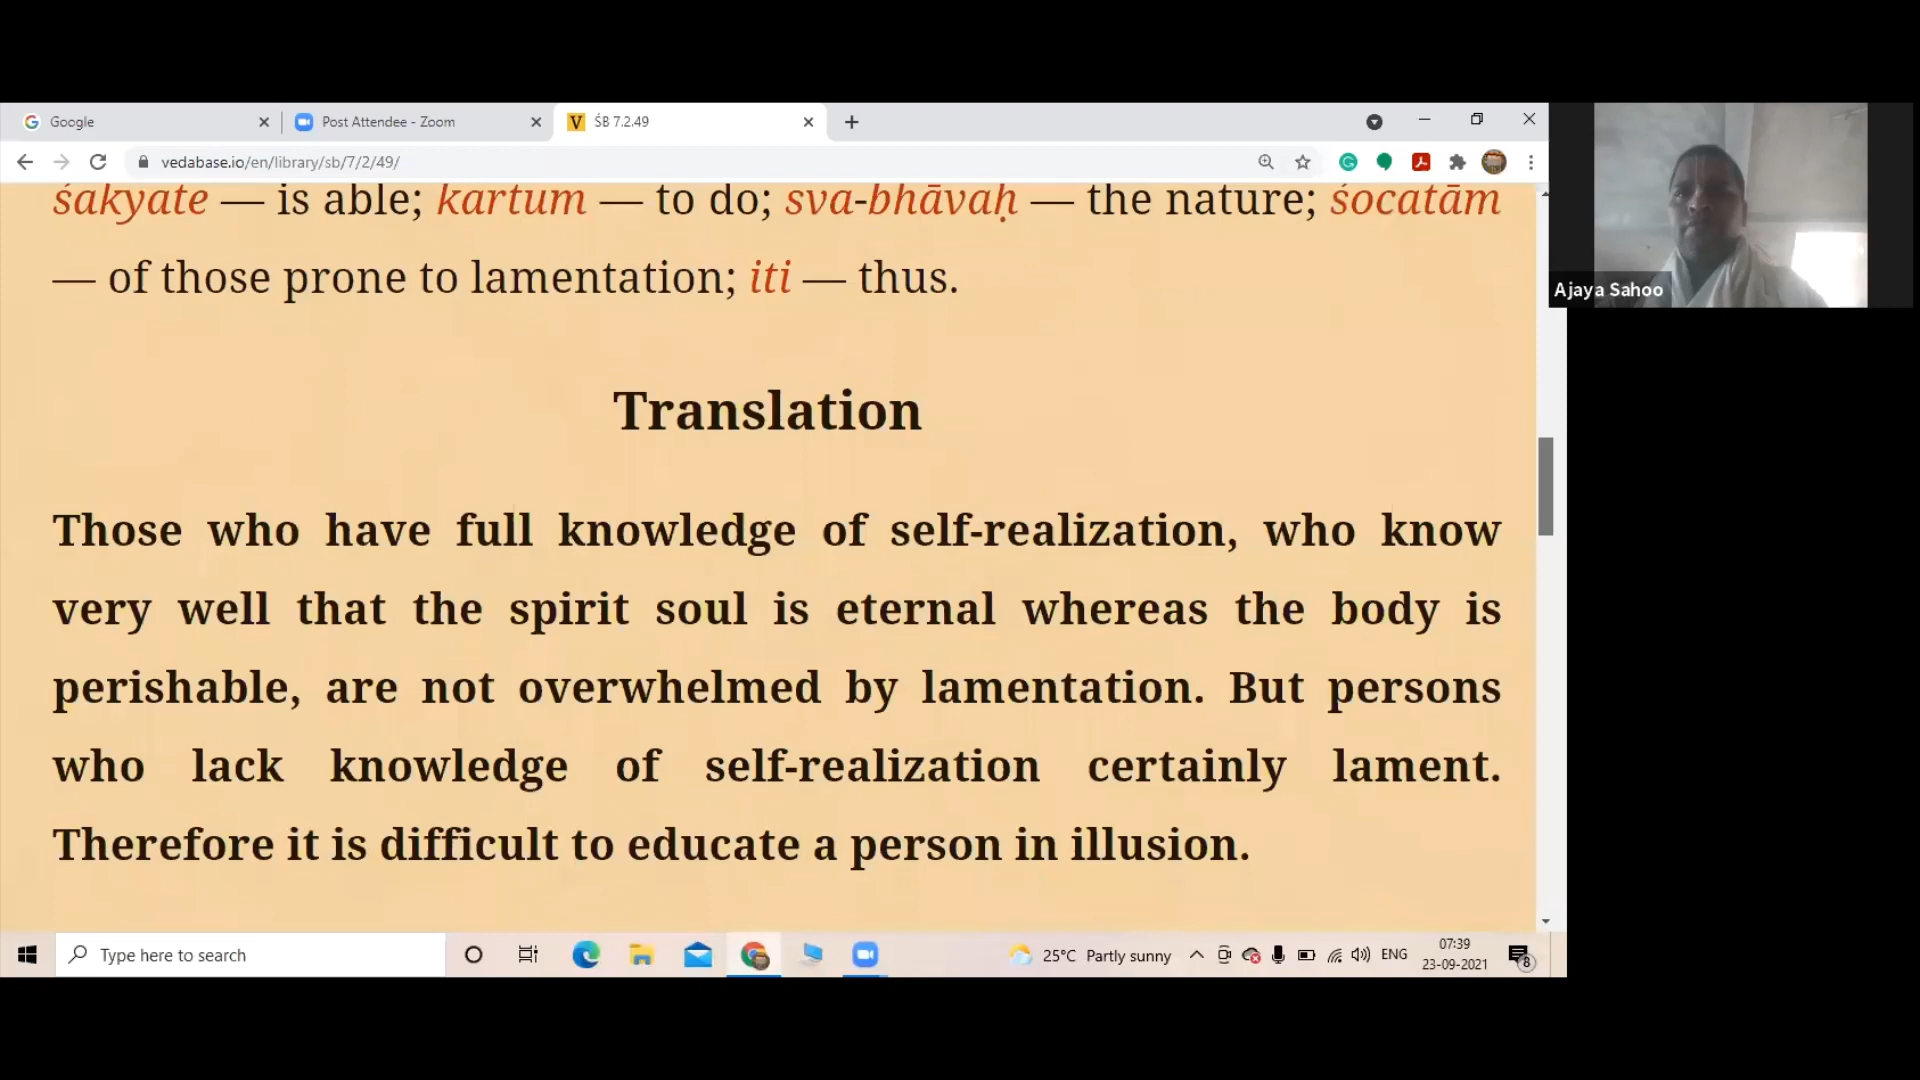 Google
Post Attendee - Zoom
ŚB 7.2.49
vedabase.io/en/library/sb/7/2/49/
śakyate — is able; kartum — to do; sva-bhāvaḥ — the nature; śocatām
— of those prone to lamentation; iti — thus.
Ajaya Sahoo
Translation
Those who have full knowledge of self-realization, who know
very well that the spirit soul is eternal whereas the body is
perishable, are not overwhelmed by lamentation. But persons
who lack knowledge of self-realization certainly lament.
Therefore it is difficult to educate a person in illusion.
Type here to search
25°C Partly sunny
ENG
07:39
23-09-2021
8